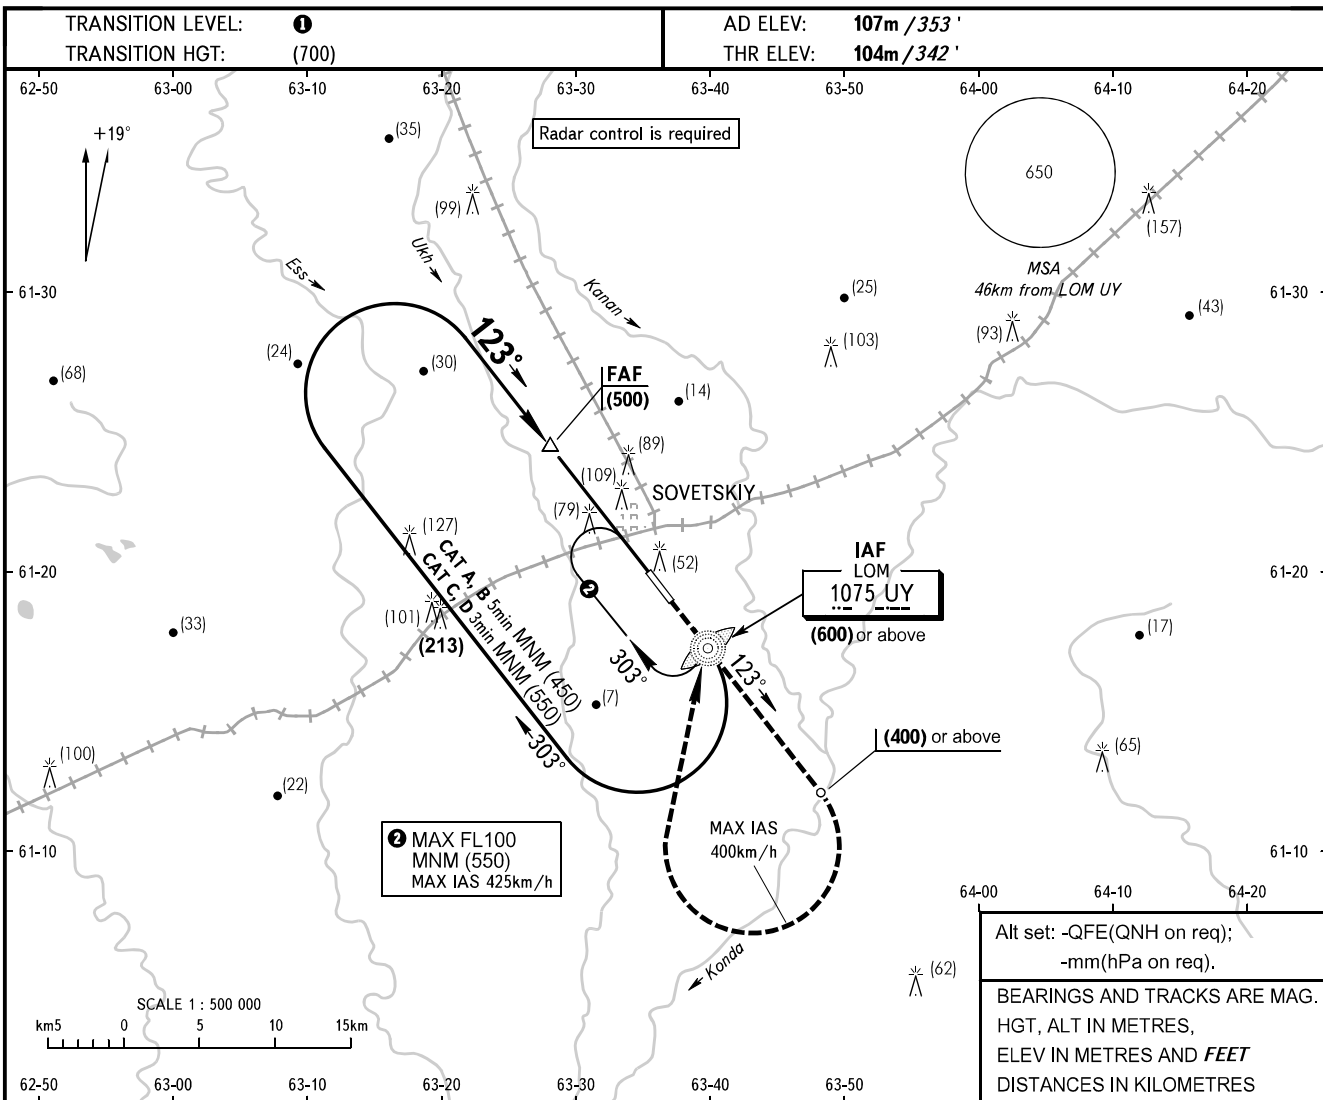 TRANSITION LEVEL: ❶
TRANSITION HGT: (700)
AD ELEV: 107m / 353 '
THR ELEV: 104m / 342 '
62-50 63-00 63-10 63-20 63-30 63-40 63-50 64-00 64-10 64-20
+19°
(35)
Radar control is required
650
(99)
(157)
Ukh
Ess
MSA
46km from LOM UY
Kanan
61-30
(25)
61-30
(43)
(93)
(103)
123°
(24)
(30)
(68)
FAF
(500)
(14)
(89)
(109)
SOVETSKIY
(79)
(127)
(52)
IAF
LOM
1075 UY
(600) or above
61-20
61-20
❷
CAT A, B 5min MNM (450)
CAT C, D 3min MNM (550)
(101)
(213)
(33)
(17)
303°
123°
(7)
303°
(400) or above
(65)
(100)
(22)
MAX IAS
400km/h
❷ MAX FL100
MNM (550)
MAX IAS 425km/h
61-10
61-10
64-00 64-10 64-20
Konda
(62)
Alt set: -QFE(QNH on req);
-mm(hPa on req).
BEARINGS AND TRACKS ARE MAG.
HGT, ALT IN METRES,
ELEV IN METRES AND FEET
DISTANCES IN KILOMETRES
SCALE 1 : 500 000
km5 0 5 10 15km
62-50 63-00 63-10 63-20 63-30 63-40 63-50